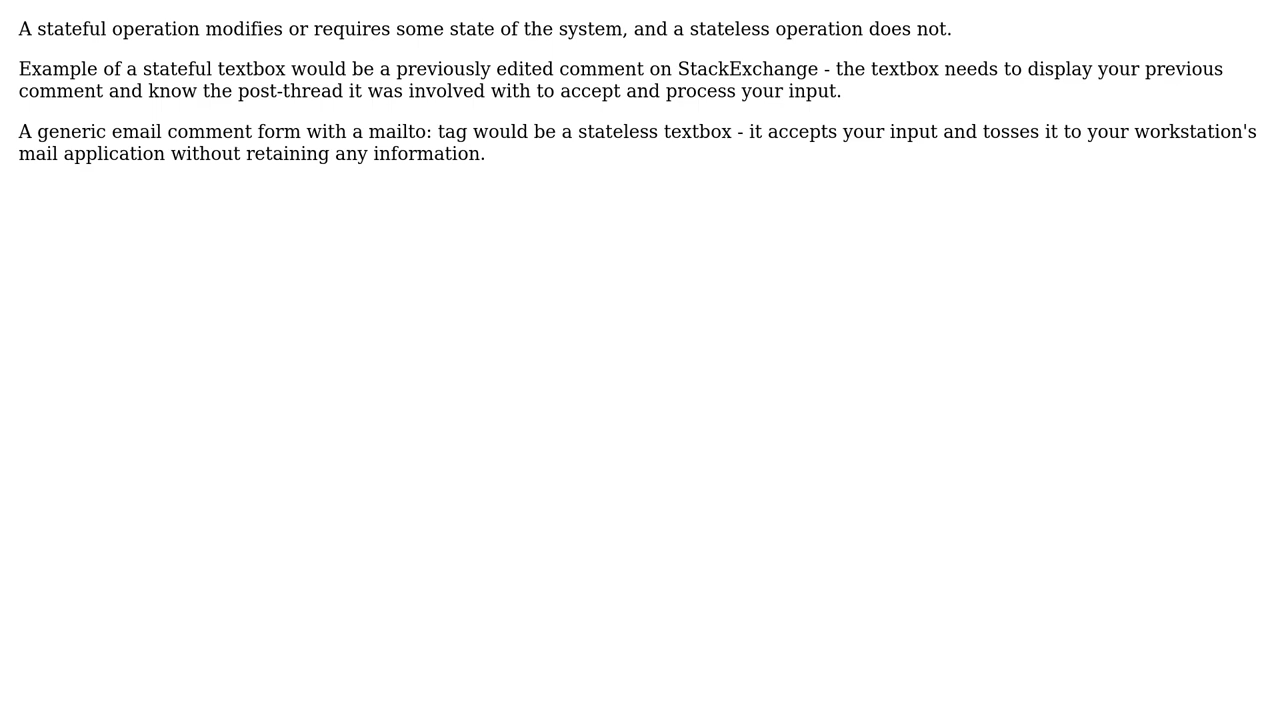 A stateful operation modifies or requires some state of the system, and a stateless operation does not.
Example of a stateful textbox would be a previously edited comment on StackExchange - the textbox needs to display your previous
comment and know the post-thread it was involved with to accept and process your input.
A generic email comment form with a mailto: tag would be a stateless textbox - it accepts your input and tosses it to your workstation's
mail application without retaining any information.